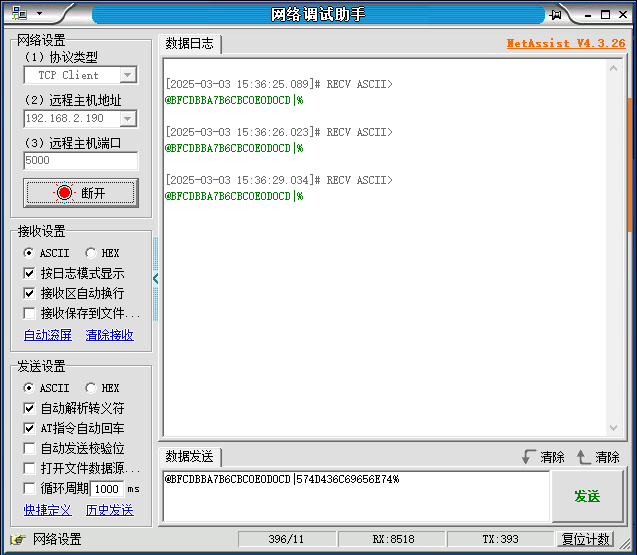 网络调试助手
网络设置
(1) 协议类型
TCP Client
(2) 远程主机地址
192.168.2.190
(3) 远程主机端口
5000
断开
接收设置
ASCII HEX
按日志模式显示
接收区自动换行
接收保存到文件...
自动滚屏 清除接收
发送设置
ASCII HEX
自动解析转义符
AT指令自动回车
自动发送校验位
打开文件数据源...
循环周期 1000 ms
快捷定义 历史发送
数据日志
NetAssist V4.3.26
[2025-03-03 15:36:25.089]# RECV ASCII>
@BFCDBBA7B6CBC0E0D0CD|%
[2025-03-03 15:36:26.023]# RECV ASCII>
@BFCDBBA7B6CBC0E0D0CD|%
[2025-03-03 15:36:29.034]# RECV ASCII>
@BFCDBBA7B6CBC0E0D0CD|%
数据发送
清除 清除
@BFCDBBA7B6CBC0E0D0CD|574D436C69656E74%
发送
网络设置
396/11
RX:8518
TX:393
复位计数